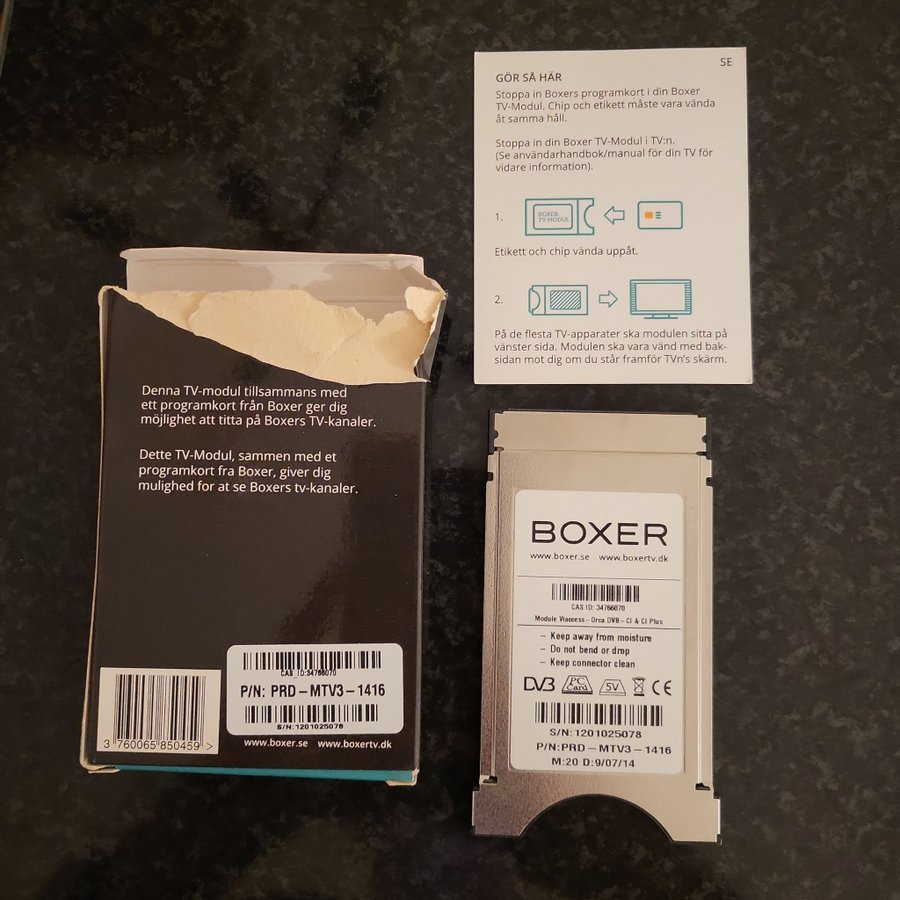 SE
GÖR SÅ HÄR
Stoppa in Boxers programkort i din Boxer
TV-Modul. Chip och etikett måste vara vända
åt samma håll.
Stoppa in din Boxer TV-Modul i TV:n.
(Se användarhandbok/manual för din TV för
vidare information).
1.
BOXER
TV-MODUL
Etikett och chip vända uppåt.
2.
På de flesta TV-apparater ska modulen sitta på
vänster sida. Modulen ska vara vänd med bak-
sidan mot dig om du står framför TVn's skärm.
Denna TV-modul tillsammans med
ett programkort från Boxer ger dig
möjlighet att titta på Boxers TV-kanaler.
Dette TV-Modul, sammen med et
programkort fra Boxer, giver dig
mulighed for at se Boxers tv-kanaler.
CAS ID:34766070
P/N: PRD-MTV3-1416
S/N:1201025078
3 760065 850459 >
www.boxer.se www.boxertv.dk
BOXER
www.boxer.se www.boxertv.dk
CAS ID: 34766070
Module Viaccess-Orca DVB-CI & CI Plus
- Keep away from moisture
- Do not bend or drop
- Keep connector clean
DVB PC Card 5V CE
S/N:1201025078
P/N:PRD-MTV3-1416
M:20 D:9/07/14